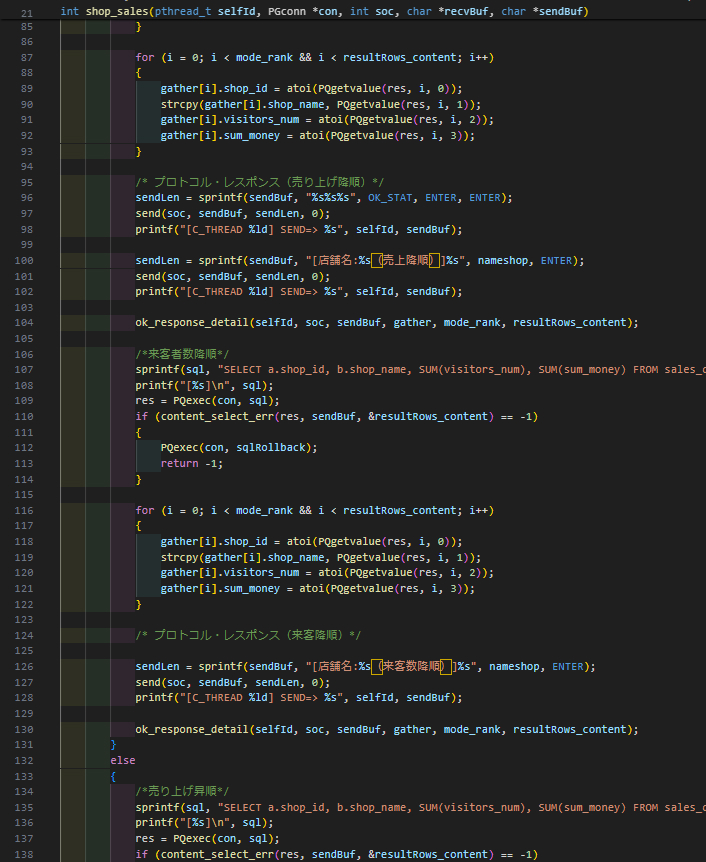 21 int shop_sales(pthread_t selfId, PGconn *con, int soc, char *recvBuf, char *sendBuf)
85 }
86
87 for (i = 0; i < mode_rank && i < resultRows_content; i++)
88 {
89 gather[i].shop_id = atoi(PQgetvalue(res, i, 0));
90 strcpy(gather[i].shop_name, PQgetvalue(res, i, 1));
91 gather[i].visitors_num = atoi(PQgetvalue(res, i, 2));
92 gather[i].sum_money = atoi(PQgetvalue(res, i, 3));
93 }
94
95 /* プロトコル・レスポンス（売り上げ降順）*/
96 sendLen = sprintf(sendBuf, "%s%s%s", OK_STAT, ENTER, ENTER);
97 send(soc, sendBuf, sendLen, 0);
98 printf("[C_THREAD %ld] SEND=> %s", selfId, sendBuf);
99
100 sendLen = sprintf(sendBuf, "[店舗名:%s（売上降順）]%s", nameshop, ENTER);
101 send(soc, sendBuf, sendLen, 0);
102 printf("[C_THREAD %ld] SEND=> %s", selfId, sendBuf);
103
104 ok_response_detail(selfId, soc, sendBuf, gather, mode_rank, resultRows_content);
105
106 /*来客者数降順*/
107 sprintf(sql, "SELECT a.shop_id, b.shop_name, SUM(visitors_num), SUM(sum_money) FROM sales_
108 printf("[%s]\n", sql);
109 res = PQexec(con, sql);
110 if (content_select_err(res, sendBuf, &resultRows_content) == -1)
111 {
112 PQexec(con, sqlRollback);
113 return -1;
114 }
115
116 for (i = 0; i < mode_rank && i < resultRows_content; i++)
117 {
118 gather[i].shop_id = atoi(PQgetvalue(res, i, 0));
119 strcpy(gather[i].shop_name, PQgetvalue(res, i, 1));
120 gather[i].visitors_num = atoi(PQgetvalue(res, i, 2));
121 gather[i].sum_money = atoi(PQgetvalue(res, i, 3));
122 }
123
124 /* プロトコル・レスポンス（来客降順）*/
125
126 sendLen = sprintf(sendBuf, "[店舗名:%s（来客数降順）]%s", nameshop, ENTER);
127 send(soc, sendBuf, sendLen, 0);
128 printf("[C_THREAD %ld] SEND=> %s", selfId, sendBuf);
129
130 ok_response_detail(selfId, soc, sendBuf, gather, mode_rank, resultRows_content);
131 }
132 else
133 {
134 /*売り上げ昇順*/
135 sprintf(sql, "SELECT a.shop_id, b.shop_name, SUM(visitors_num), SUM(sum_money) FROM sales_
136 printf("[%s]\n", sql);
137 res = PQexec(con, sql);
138 if (content_select_err(res, sendBuf, &resultRows_content) == -1)